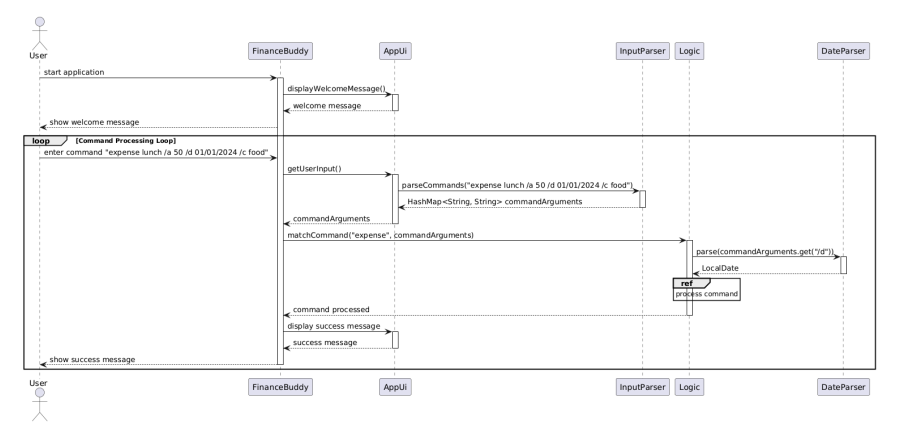 User
FinanceBuddy
AppUi
InputParser
Logic
DateParser
start application
displayWelcomeMessage()
welcome message
show welcome message
loop [Command Processing Loop]
enter command "expense lunch /a 50 /d 01/01/2024 /c food"
getUserInput()
parseCommands("expense lunch /a 50 /d 01/01/2024 /c food")
HashMap<String, String> commandArguments
commandArguments
matchCommand("expense", commandArguments)
parse(commandArguments.get("/d"))
LocalDate
ref
process command
command processed
display success message
success message
show success message
User
FinanceBuddy
AppUi
InputParser
Logic
DateParser